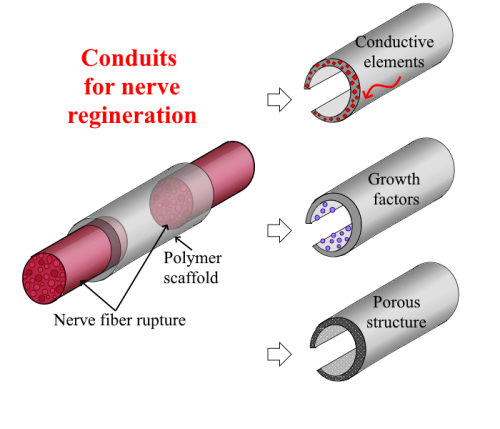 Conduits
for nerve
regineration
Conductive
elements
Growth
factors
Polymer
scaffold
Nerve fiber rupture
Porous
structure